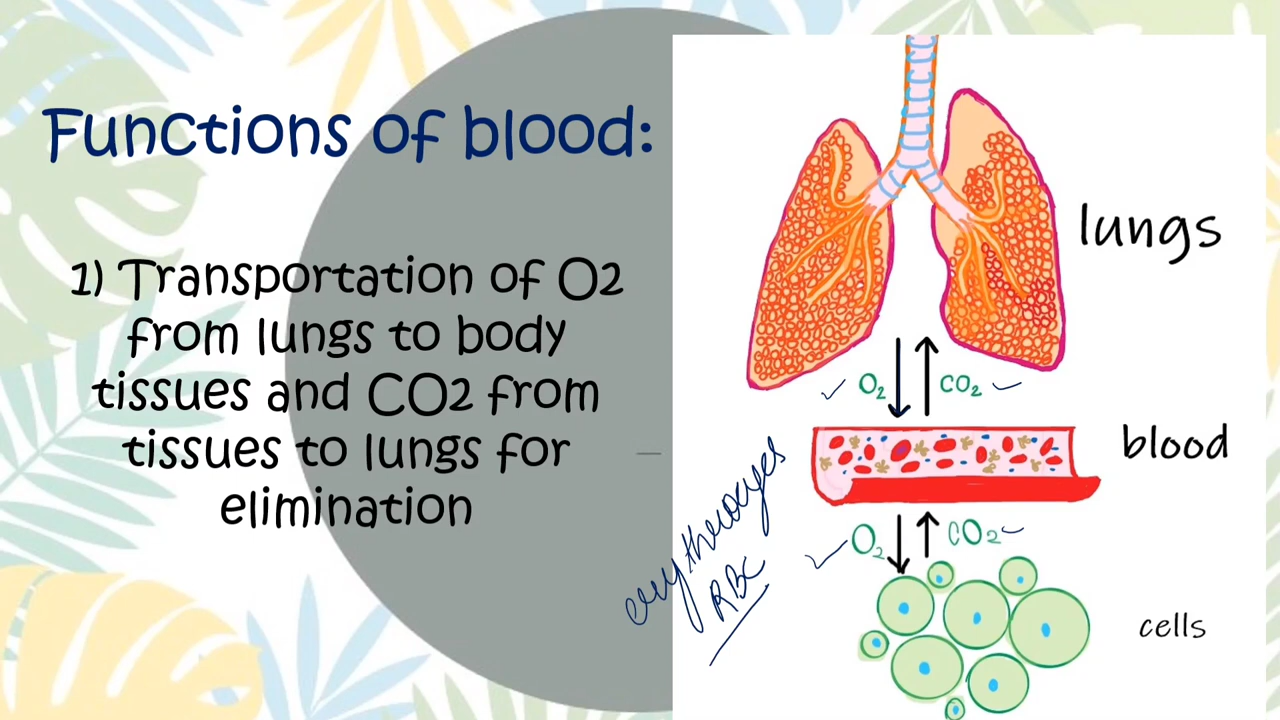 Functions of blood:
1) Transportation of O2
from lungs to body
tissues and CO2 from
tissues to lungs for
elimination
lungs
O₂ CO₂
blood
erytherocyes
RBC
O₂ CO₂
cells